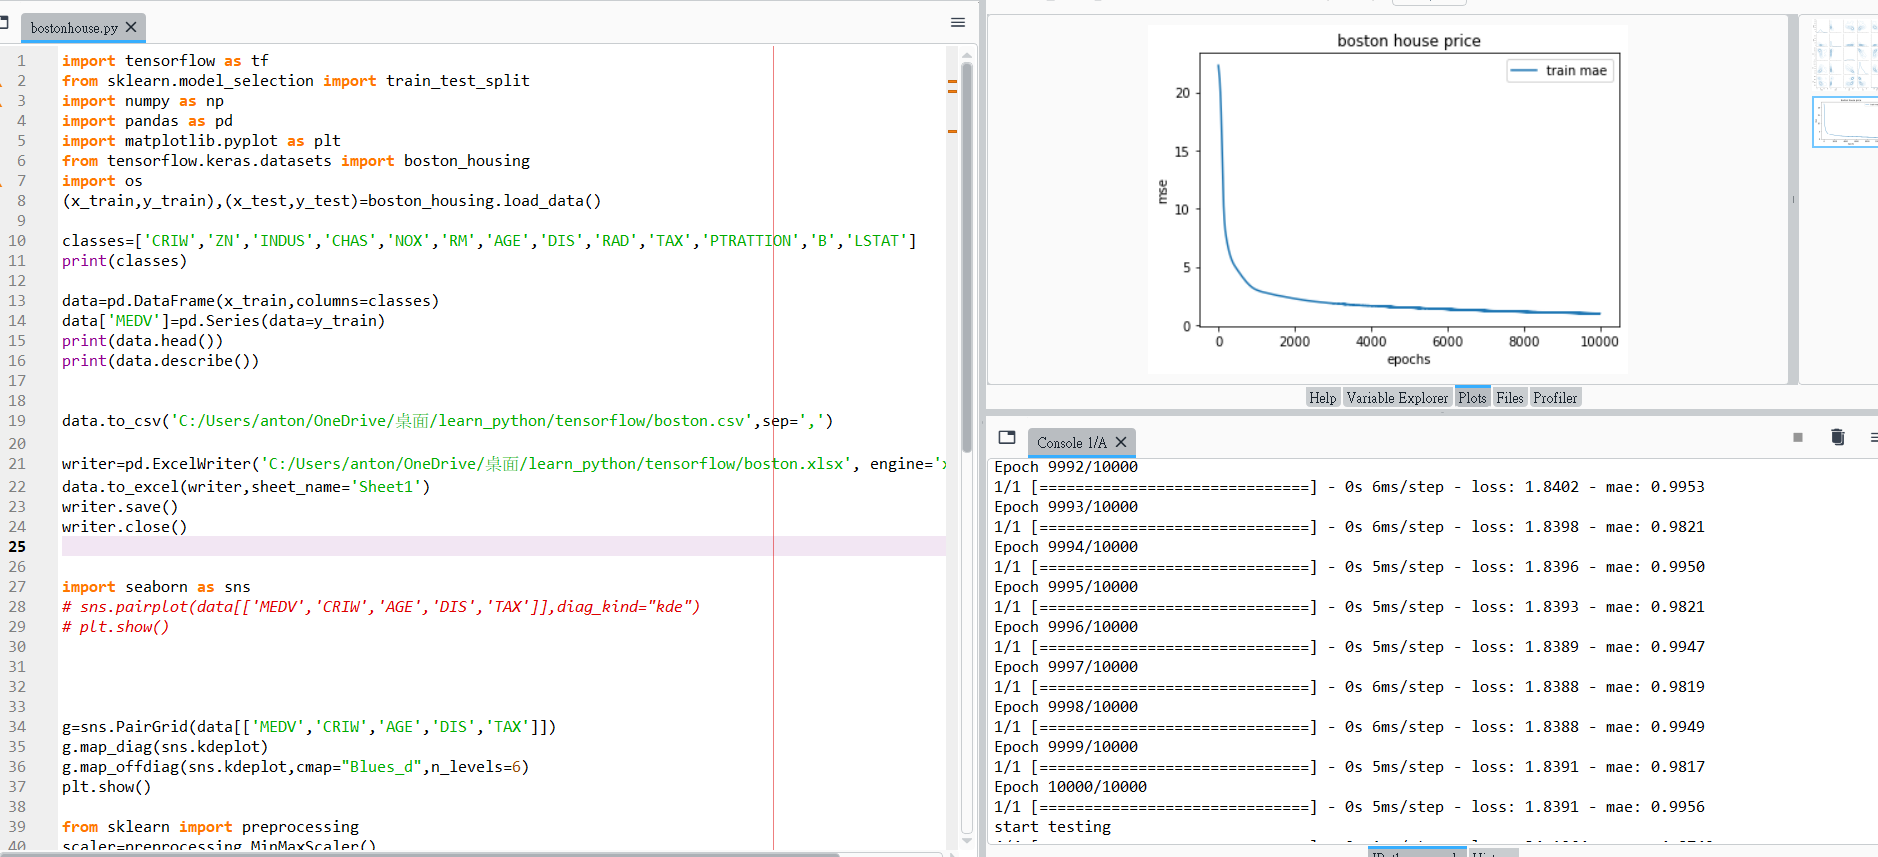 bostonhouse.py
1 import tensorflow as tf
2 from sklearn.model_selection import train_test_split
3 import numpy as np
4 import pandas as pd
5 import matplotlib.pyplot as plt
6 from tensorflow.keras.datasets import boston_housing
7 import os
8 (x_train,y_train),(x_test,y_test)=boston_housing.load_data()
9
10 classes=['CRIW','ZN','INDUS','CHAS','NOX','RM','AGE','DIS','RAD','TAX','PTRATTION','B','LSTAT']
11 print(classes)
12
13 data=pd.DataFrame(x_train,columns=classes)
14 data['MEDV']=pd.Series(data=y_train)
15 print(data.head())
16 print(data.describe())
17
18
19 data.to_csv('C:/Users/anton/OneDrive/桌面/learn_python/tensorflow/boston.csv',sep=',')
20
21 writer=pd.ExcelWriter('C:/Users/anton/OneDrive/桌面/learn_python/tensorflow/boston.xlsx', engine='
22 data.to_excel(writer,sheet_name='Sheet1')
23 writer.save()
24 writer.close()
25
26
27 import seaborn as sns
28 # sns.pairplot(data[['MEDV','CRIW','AGE','DIS','TAX']],diag_kind="kde")
29 # plt.show()
30
31
32
33
34 g=sns.PairGrid(data[['MEDV','CRIW','AGE','DIS','TAX']])
35 g.map_diag(sns.kdeplot)
36 g.map_offdiag(sns.kdeplot,cmap="Blues_d",n_levels=6)
37 plt.show()
38
39 from sklearn import preprocessing
40 scaler=preprocessing.MinMaxScaler()
boston house price
train mae
20
15
10
5
0
mse
0 2000 4000 6000 8000 10000
epochs
Help Variable Explorer Plots Files Profiler
Console 1/A
Epoch 9992/10000
1/1 [==============================] - 0s 6ms/step - loss: 1.8402 - mae: 0.9953
Epoch 9993/10000
1/1 [==============================] - 0s 6ms/step - loss: 1.8398 - mae: 0.9821
Epoch 9994/10000
1/1 [==============================] - 0s 5ms/step - loss: 1.8396 - mae: 0.9950
Epoch 9995/10000
1/1 [==============================] - 0s 5ms/step - loss: 1.8393 - mae: 0.9821
Epoch 9996/10000
1/1 [==============================] - 0s 5ms/step - loss: 1.8389 - mae: 0.9947
Epoch 9997/10000
1/1 [==============================] - 0s 6ms/step - loss: 1.8388 - mae: 0.9819
Epoch 9998/10000
1/1 [==============================] - 0s 6ms/step - loss: 1.8388 - mae: 0.9949
Epoch 9999/10000
1/1 [==============================] - 0s 5ms/step - loss: 1.8391 - mae: 0.9817
Epoch 10000/10000
1/1 [==============================] - 0s 5ms/step - loss: 1.8391 - mae: 0.9956
start testing